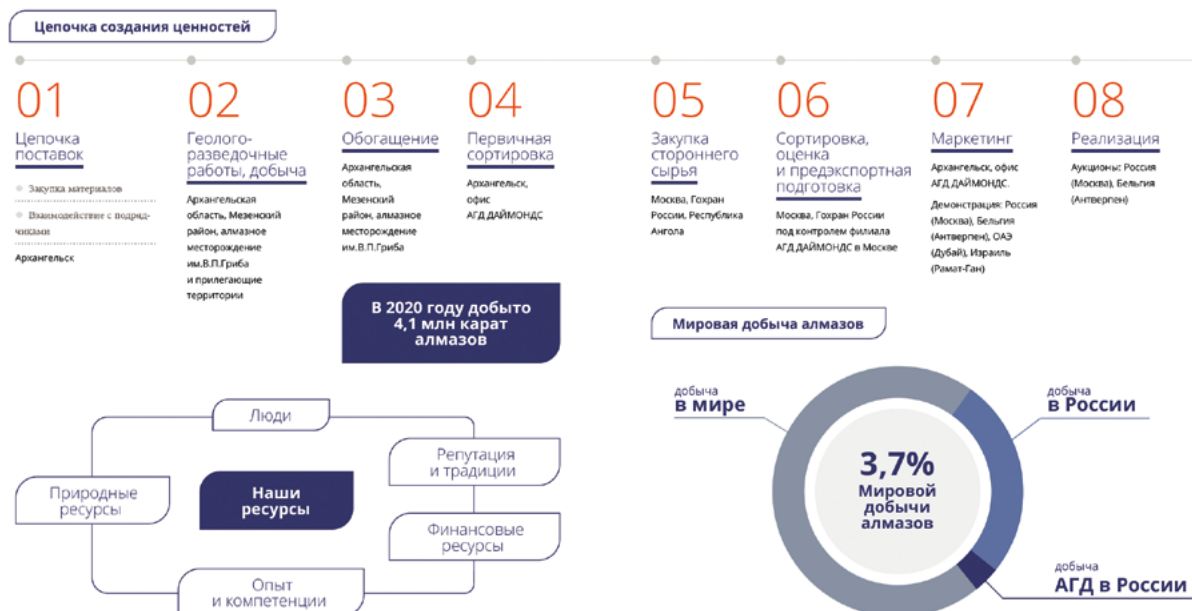 Цепочка создания ценностей
01
Цепочка
поставок
Закупка материалов
Взаимодействие с подряд-
чиками
Архангельск
02
Геолого-
разведочные
работы, добыча
Архангельская
область, Мезенский
район, алмазное
месторождение
им.В.П.Гриба
и прилегающие
территории
03
Обогащение
Архангельская
область,
Мезенский
район, алмазное
месторождение
им.В.П.Гриба
04
Первичная
сортировка
Архангельск,
офис
АГД ДАЙМОНДС
05
Закупка
стороннего
сырья
Москва, Гохран
России, Республика
Ангола
06
Сортировка,
оценка
и предэкспортная
подготовка
Москва, Гохран России
под контролем филиала
АГД ДАЙМОНДС в Москве
07
Маркетинг
Архангельск, офис
АГД ДАЙМОНДС.
Демонстрация: Россия
(Москва), Бельгия
(Антверпен), ОАЭ
(Дубай), Израиль
(Рамат-Ган)
08
Реализация
Аукционы: Россия
(Москва), Бельгия
(Антверпен)
В 2020 году добыто
4,1 млн карат
алмазов
Люди
Репутация
и традиции
Природные
ресурсы
Наши
ресурсы
Финансовые
ресурсы
Опыт
и компетенции
Мировая добыча алмазов
добыча
в мире
добыча
в России
3,7%
Мировой
добычи
алмазов
добыча
АГД в России